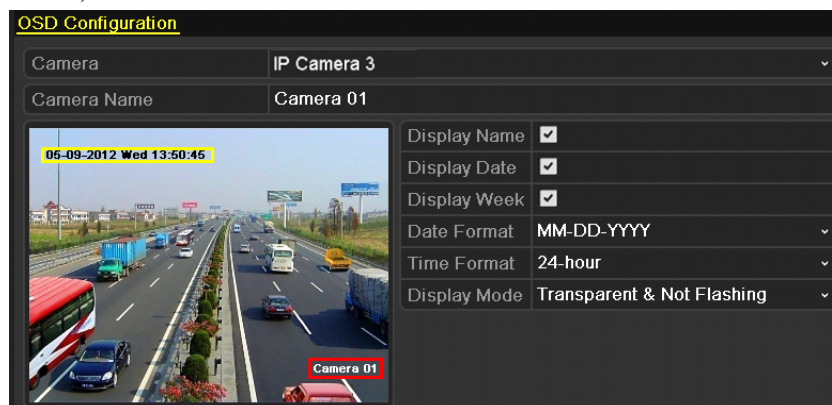 OSD Configuration
Camera IP Camera 3
Camera Name Camera 01
05-09-2012 Wed 13:50:45
Camera 01
Display Name
Display Date
Display Week
Date Format MM-DD-YYYY
Time Format 24-hour
Display Mode Transparent & Not Flashing